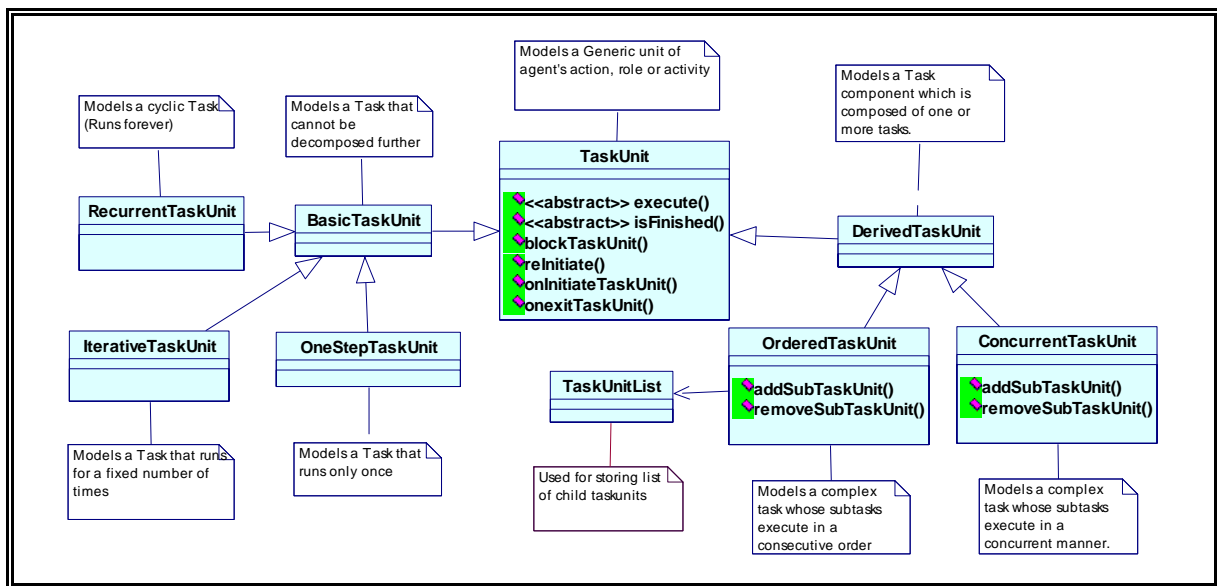 Models a Generic unit of
agent's action, role or activity
Models a Task
component which is
composed of one or
more tasks.
Models a cyclic Task
(Runs forever)
Models a Task that
cannot be
decomposed further
TaskUnit
<<abstract>> execute()
<<abstract>> isFinished()
blockTaskUnit()
reInitiate()
onInitiateTaskUnit()
onexitTaskUnit()
RecurrentTaskUnit
BasicTaskUnit
DerivedTaskUnit
IterativeTaskUnit
OneStepTaskUnit
TaskUnitList
OrderedTaskUnit
addSubTaskUnit()
removeSubTaskUnit()
ConcurrentTaskUnit
addSubTaskUnit()
removeSubTaskUnit()
Models a Task that runs
for a fixed number of
times
Models a Task that
runs only once
Used for storing list
of child taskunits
Models a complex
task whose subtasks
execute in a
consecutive order
Models a complex
task whose subtasks
execute in a
concurrent manner.